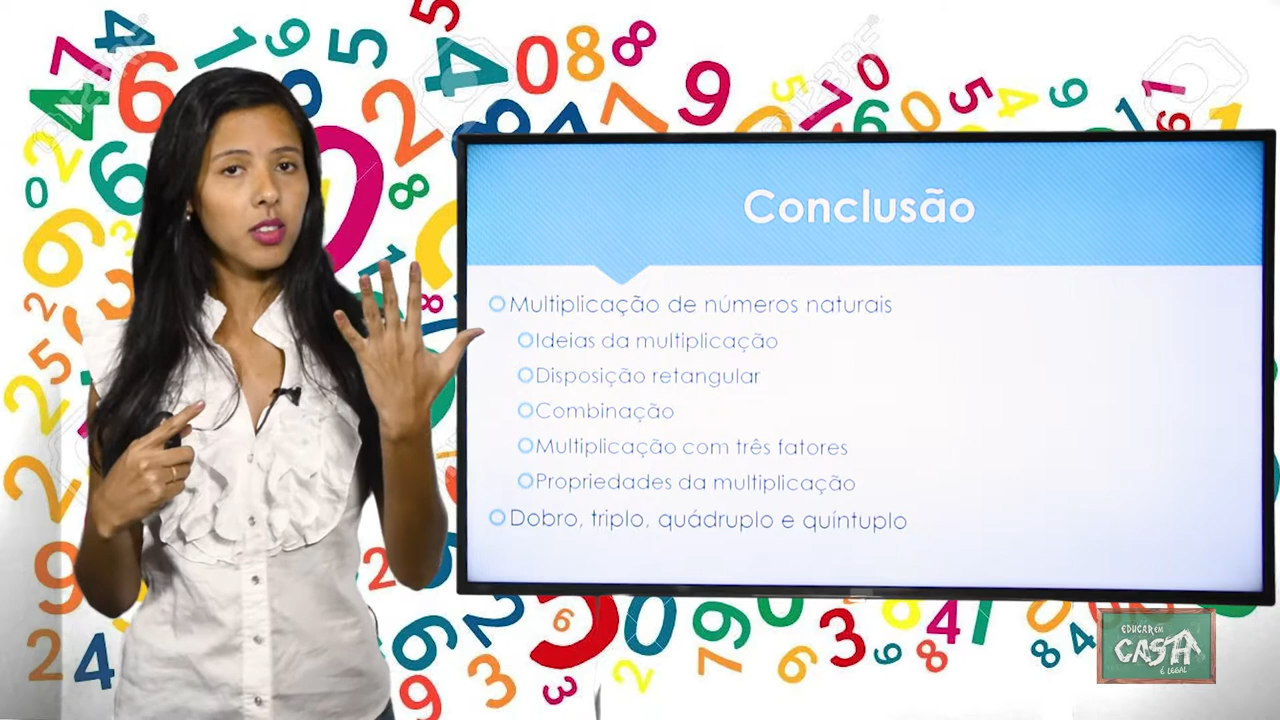 Conclusão
Multiplicação de números naturais
Ideias da multiplicação
Disposição retangular
Combinação
Multiplicação com três fatores
Propriedades da multiplicação
Dobro, triplo, quádruplo e quíntuplo
EDUCAR EM
CASA
É LEGAL